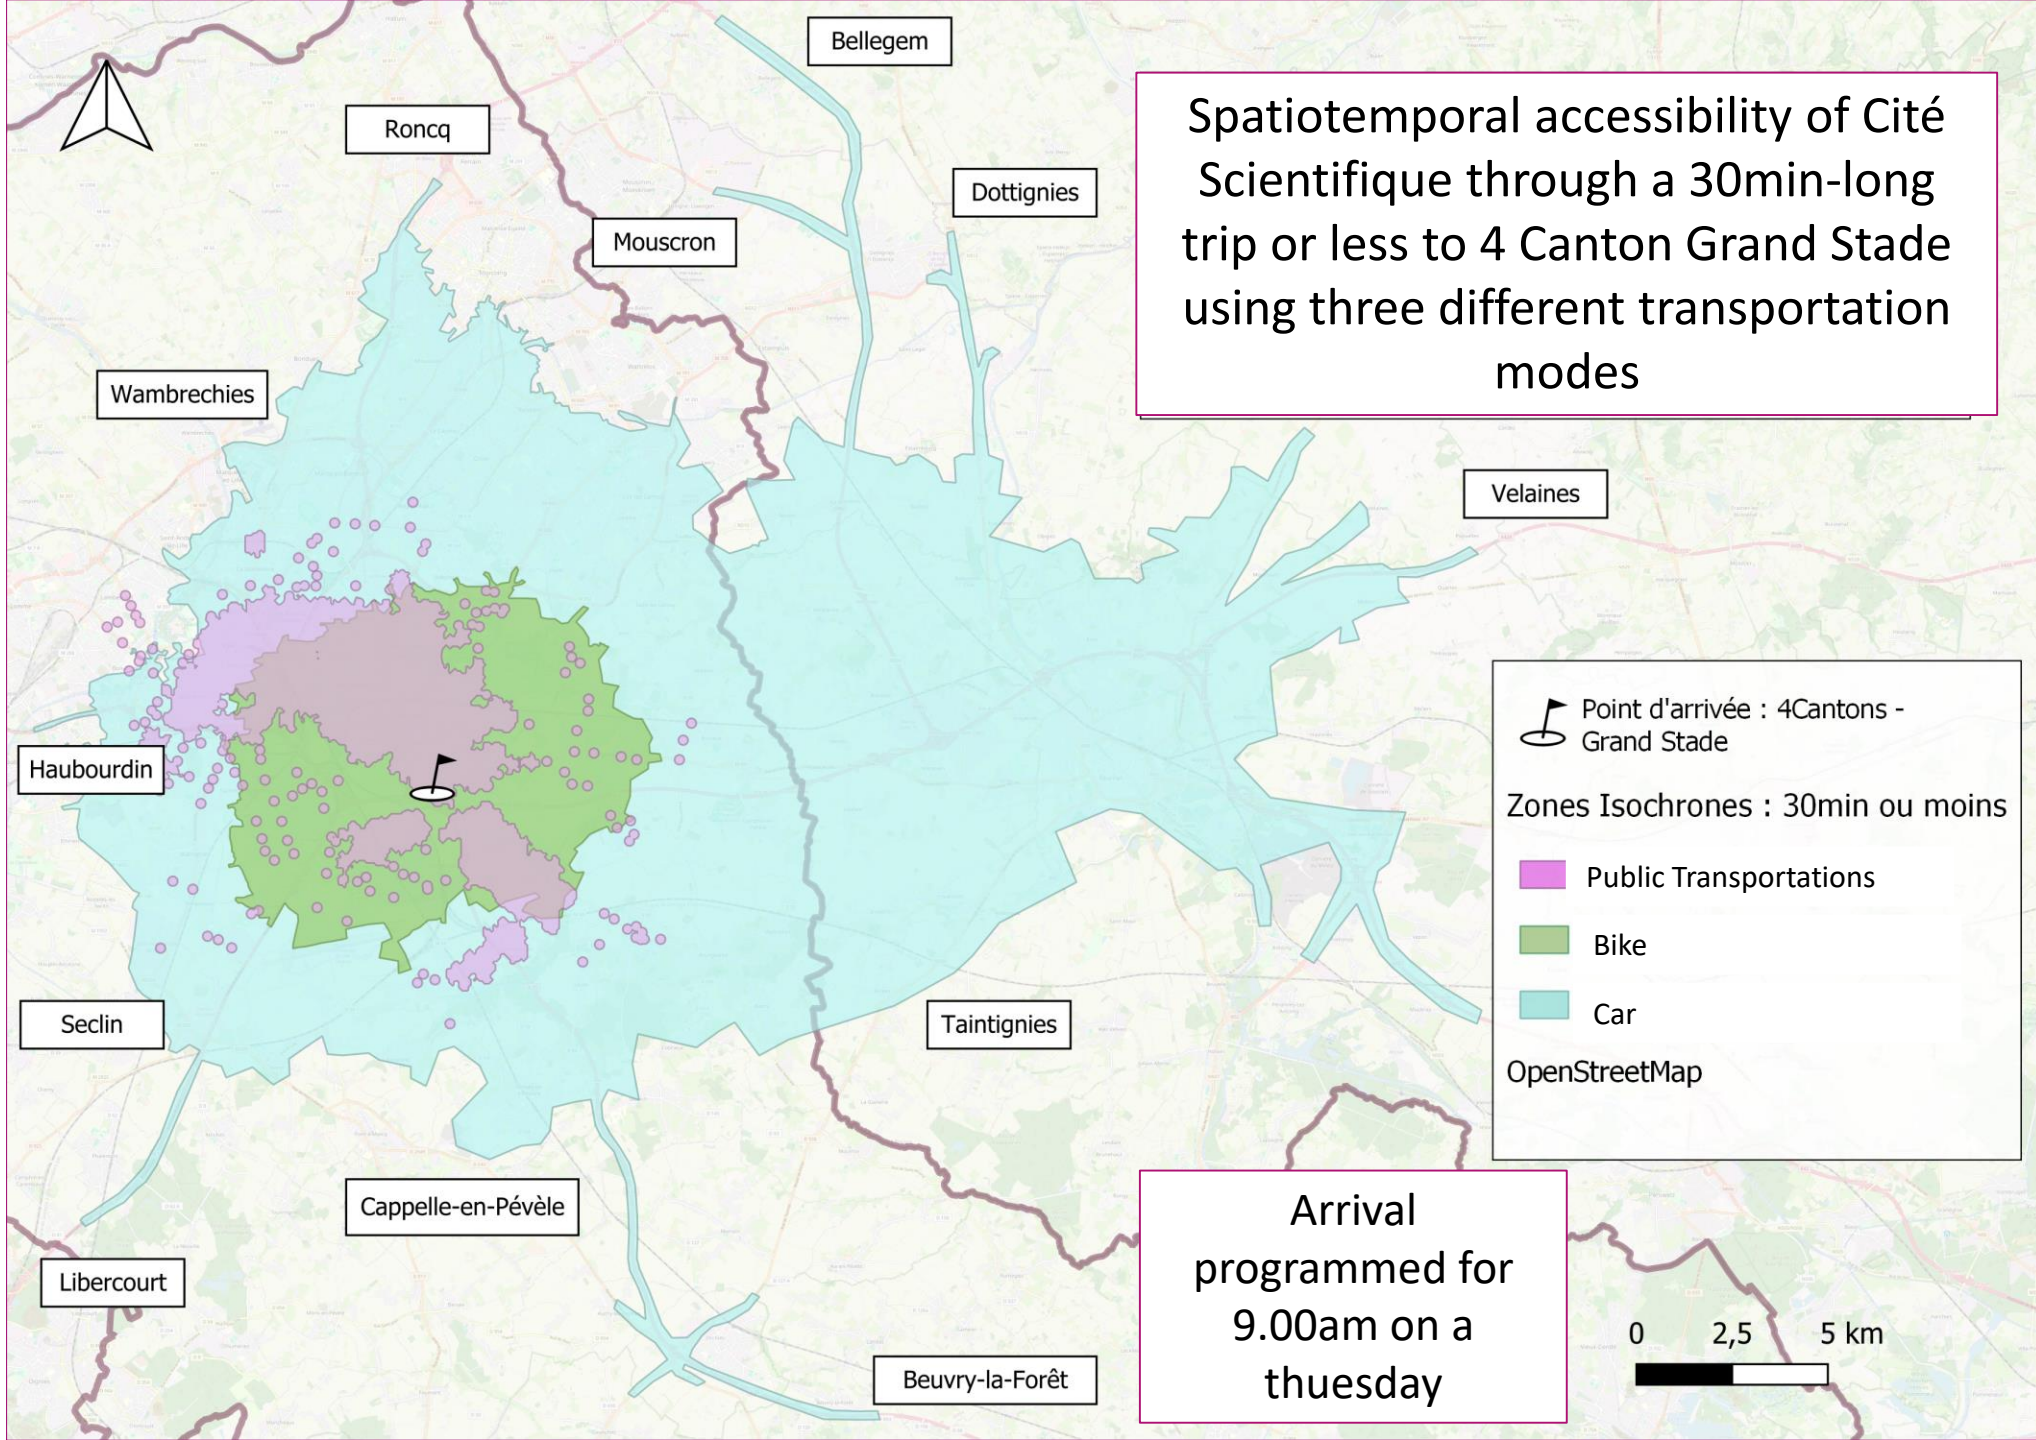 Bellegem
Roncq
Spatiotemporal accessibility of Cité
Scientifique through a 30min-long
trip or less to 4 Canton Grand Stade
using three different transportation
modes
Dottignies
Mouscron
Wambrechies
Velaines
Point d'arrivée : 4Cantons -
Grand Stade
Haubourdin
Zones Isochrones : 30min ou moins
Public Transportations
Bike
Car
Seclin
Taintignies
OpenStreetMap
Cappelle-en-Pévèle
Arrival
programmed for
9.00am on a
thuesday
Libercourt
0 2,5 5 km
Beuvry-la-Forêt